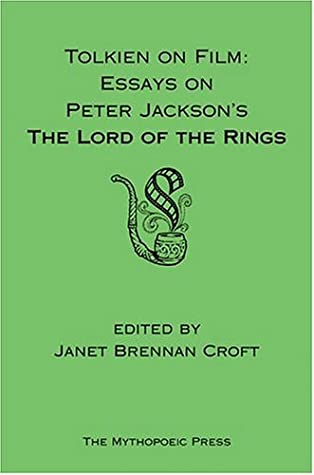 TOLKIEN ON FILM:
ESSAYS ON
PETER JACKSON'S
THE LORD OF THE RINGS
EDITED BY
JANET BRENNAN CROFT
THE MYTHOPOEIC PRESS